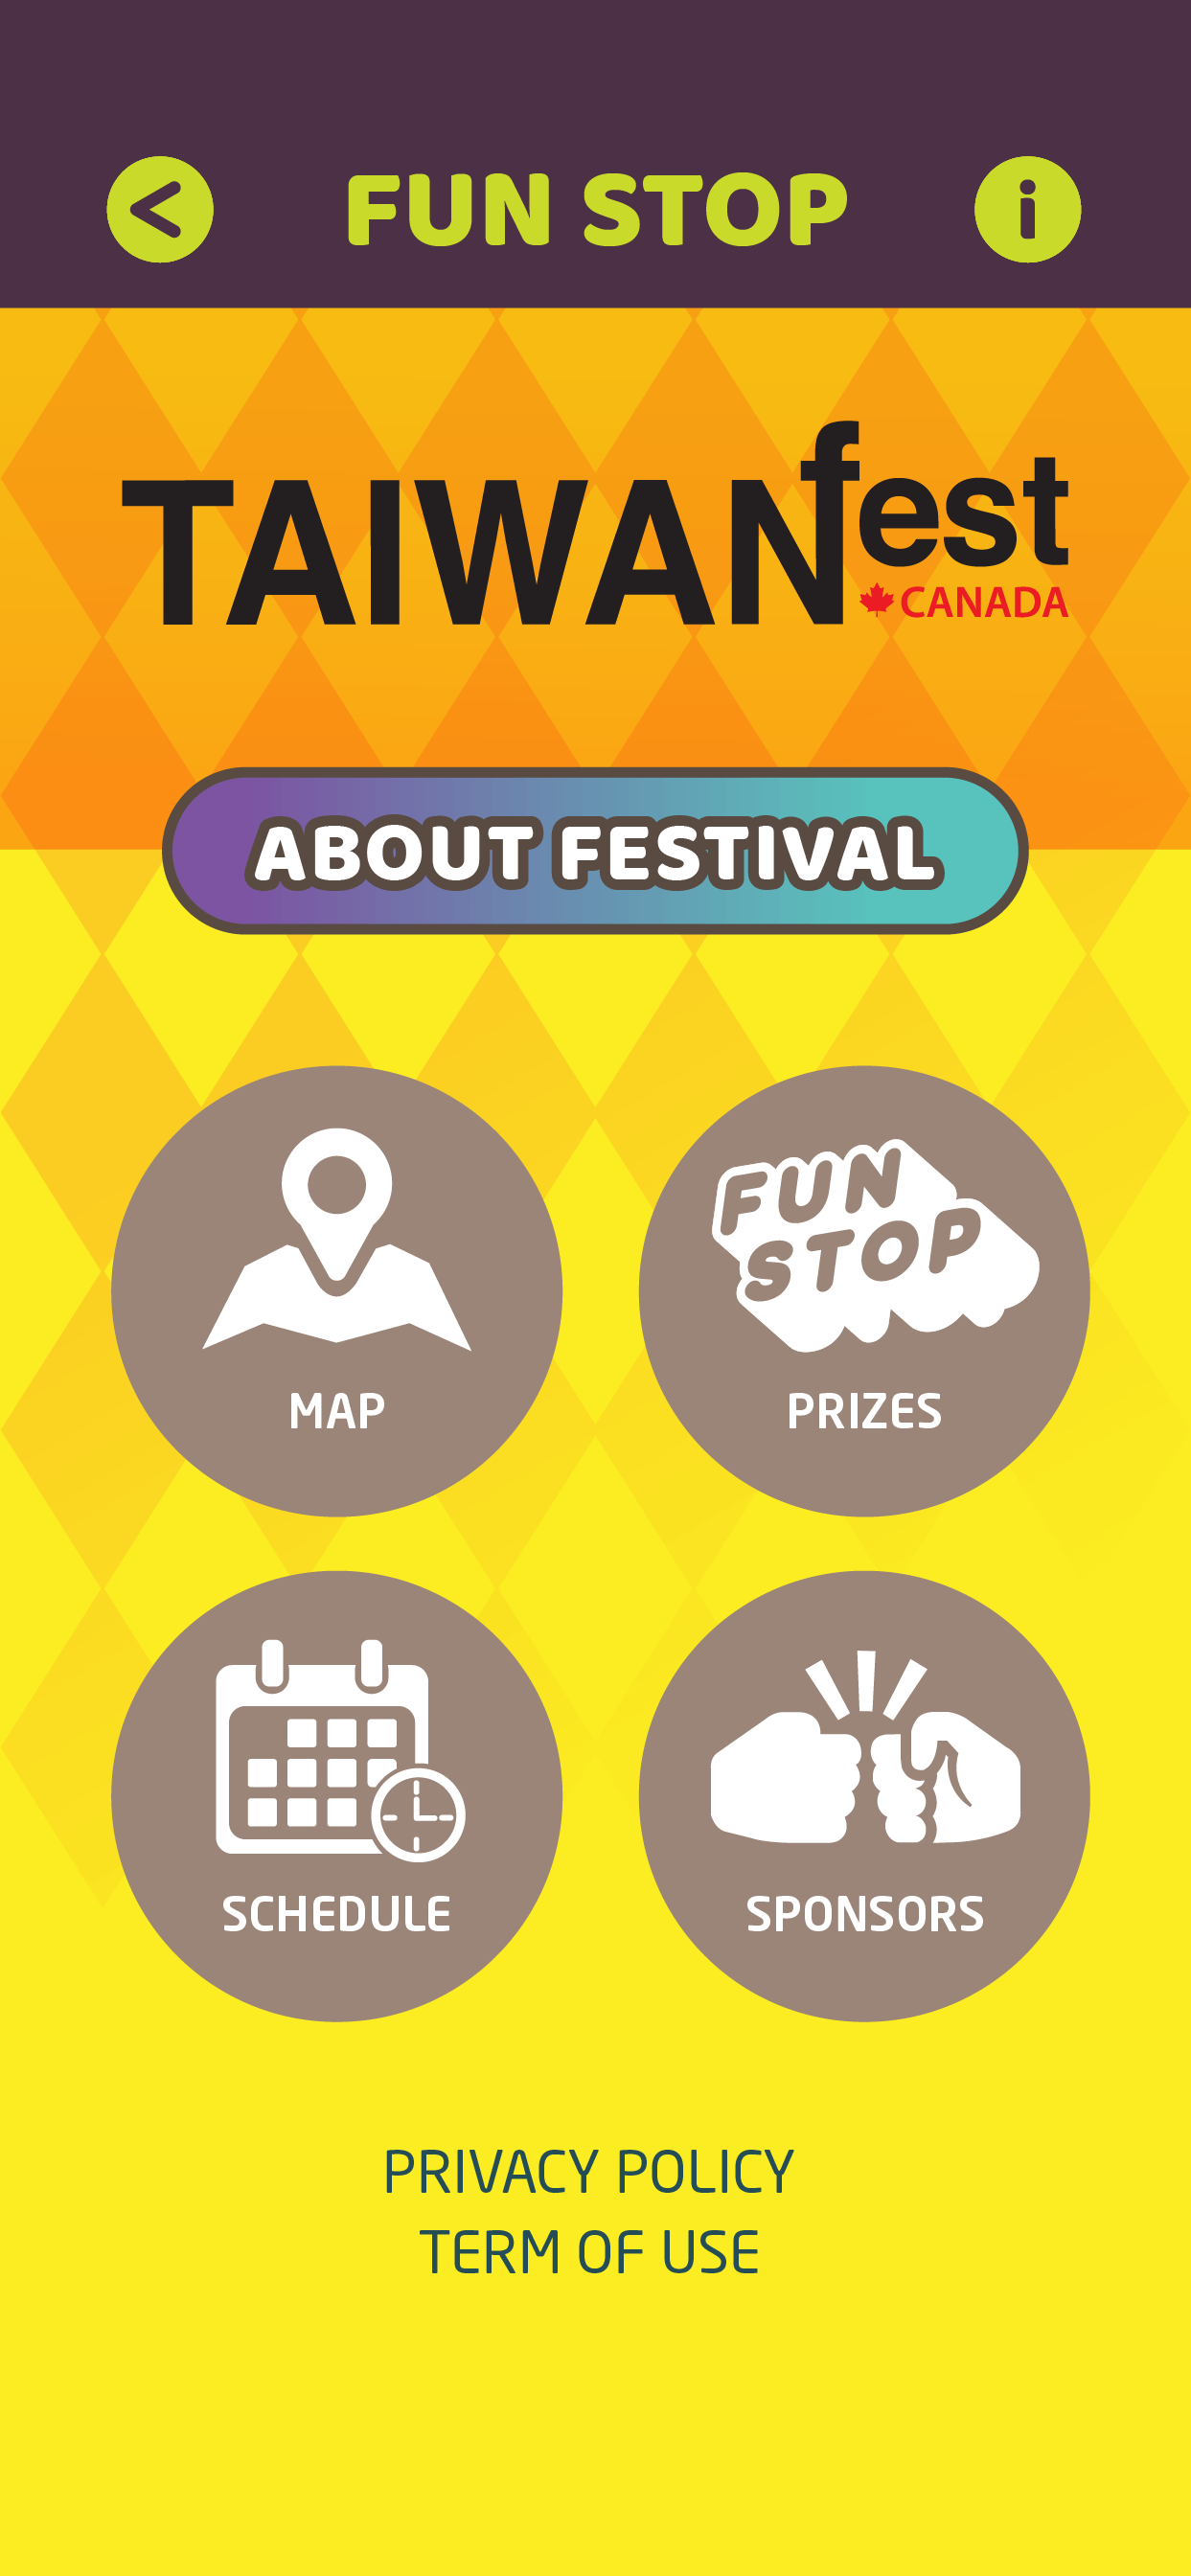 FUN STOP
TAIWANfest
CANADA
ABOUT FESTIVAL
FUN
STOP
MAP
PRIZES
SCHEDULE
SPONSORS
PRIVACY POLICY
TERM OF USE